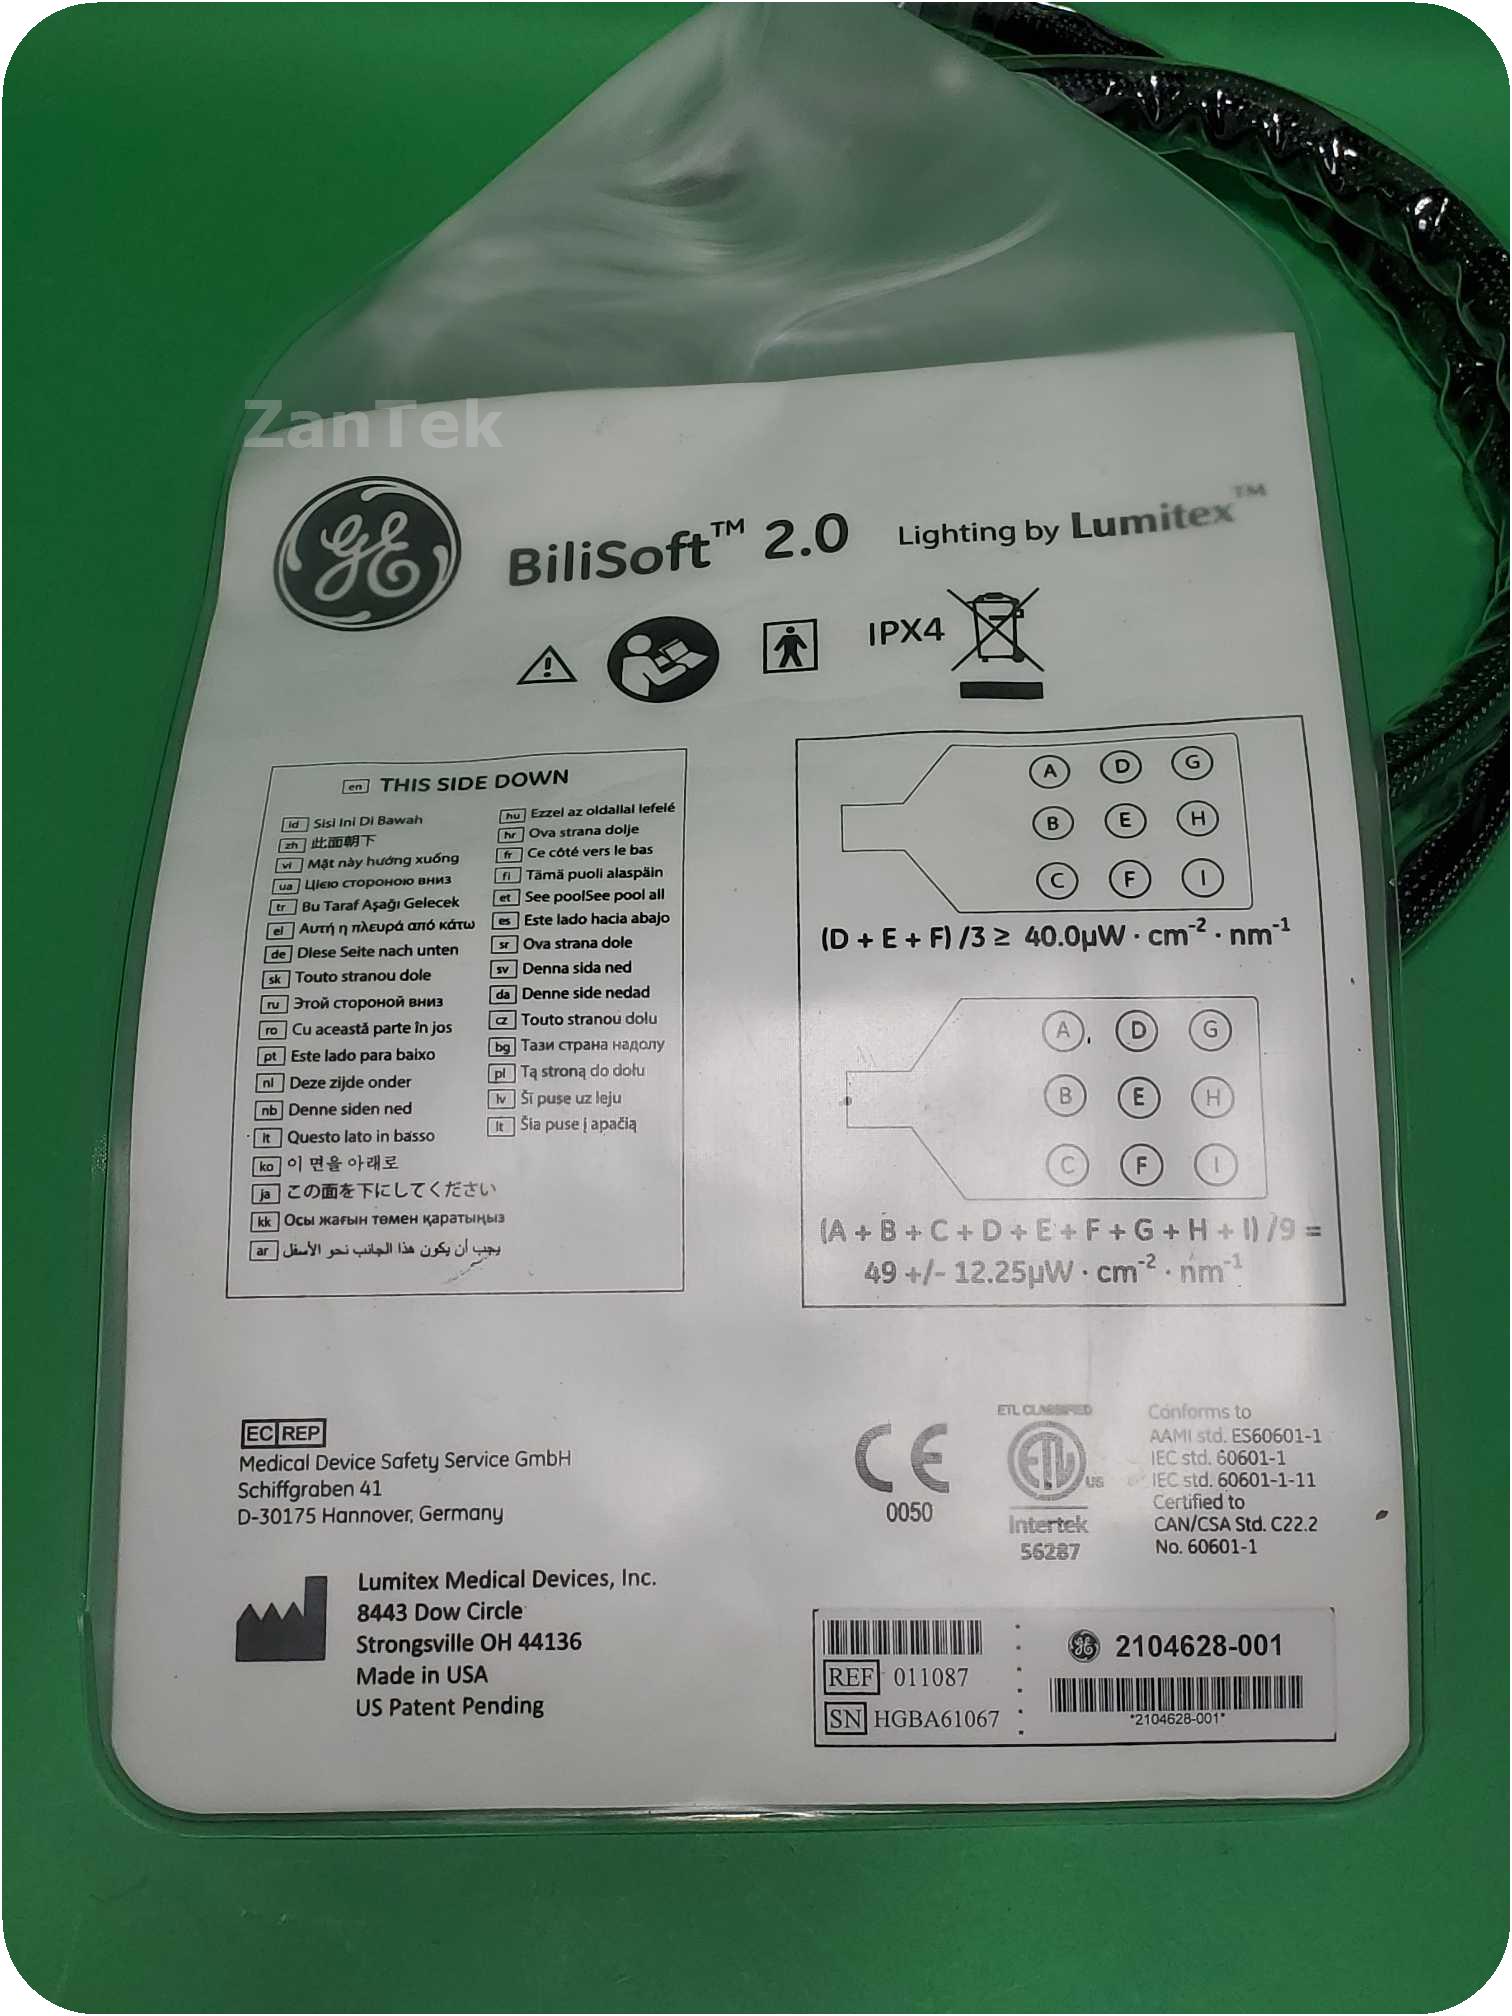 ZanTek
GE
BiliSoft™ 2.0
Lighting by Lumitex™
IPX4
en THIS SIDE DOWN
id Sisi Ini Di Bawah
zh 此面朝下
vi Mặt này hướng xuống
ua Цією стороною вниз
tr Bu Taraf Aşağı Gelecek
el Αυτή η πλευρά από κάτω
de Diese Seite nach unten
sk Touto stranou dole
ru Этой стороной вниз
ro Cu această parte în jos
pt Este lado para baixo
nl Deze zijde onder
nb Denne siden ned
it Questo lato in basso
ko 이 면을 아래로
ja この面を下にしてください
kk Осы жағын төмен қаратыңыз
ar يجب أن يكون هذا الجانب نحو الأسفل
hu Ezzel az oldallal lefelé
hr Ova strana dolje
fr Ce côté vers le bas
fi Tämä puoli alaspäin
et See poolSee pool all
es Este lado hacia abajo
sr Ova strana dole
sv Denna sida ned
da Denne side nedad
cz Touto stranou dolu
bg Тази страна надолу
pl Tą stroną do dołu
lv Šī puse uz leju
lt Šia puse į apačią
A D G
B E H
C F I
(D + E + F) /3 ≥ 40.0µW · cm⁻² · nm⁻¹
A D G
B E H
C F I
(A + B + C + D + E + F + G + H + I) /9 =
49 +/- 12.25µW · cm⁻² · nm⁻¹
EC REP
Medical Device Safety Service GmbH
Schiffgraben 41
D-30175 Hannover, Germany
Lumitex Medical Devices, Inc.
8443 Dow Circle
Strongsville OH 44136
Made in USA
US Patent Pending
CE
0050
ETL CLASSIFIED
ETL US
Intertek
56287
Conforms to
AAMI std. ES60601-1
IEC std. 60601-1
IEC std. 60601-1-11
Certified to
CAN/CSA Std. C22.2
No. 60601-1
REF 011087
SN HGBA61067
GE 2104628-001
*2104628-001*